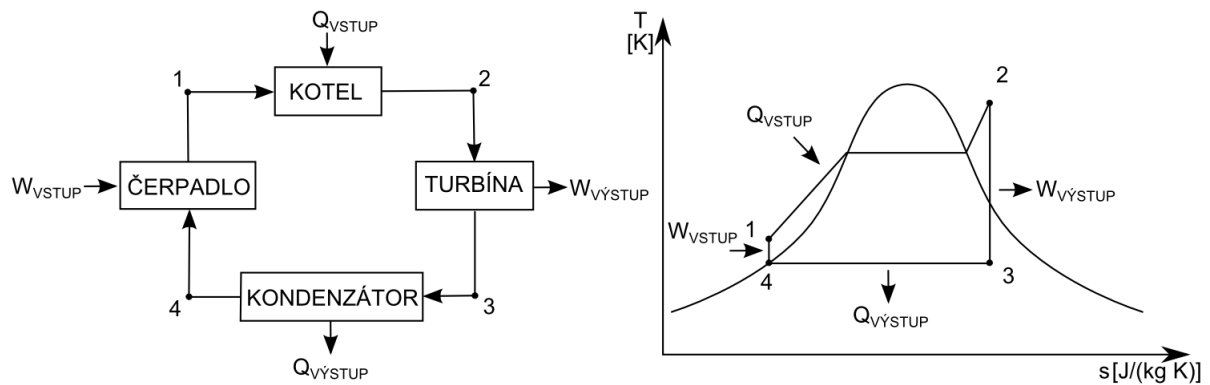 Q_VSTUP
1
KOTEL
2
W_VSTUP
ČERPADLO
TURBÍNA
W_VÝSTUP
4
KONDENZÁTOR
3
Q_VÝSTUP
T
[K]
2
Q_VSTUP
W_VÝSTUP
W_VSTUP
1
4
3
Q_VÝSTUP
s[J/(kg K)]